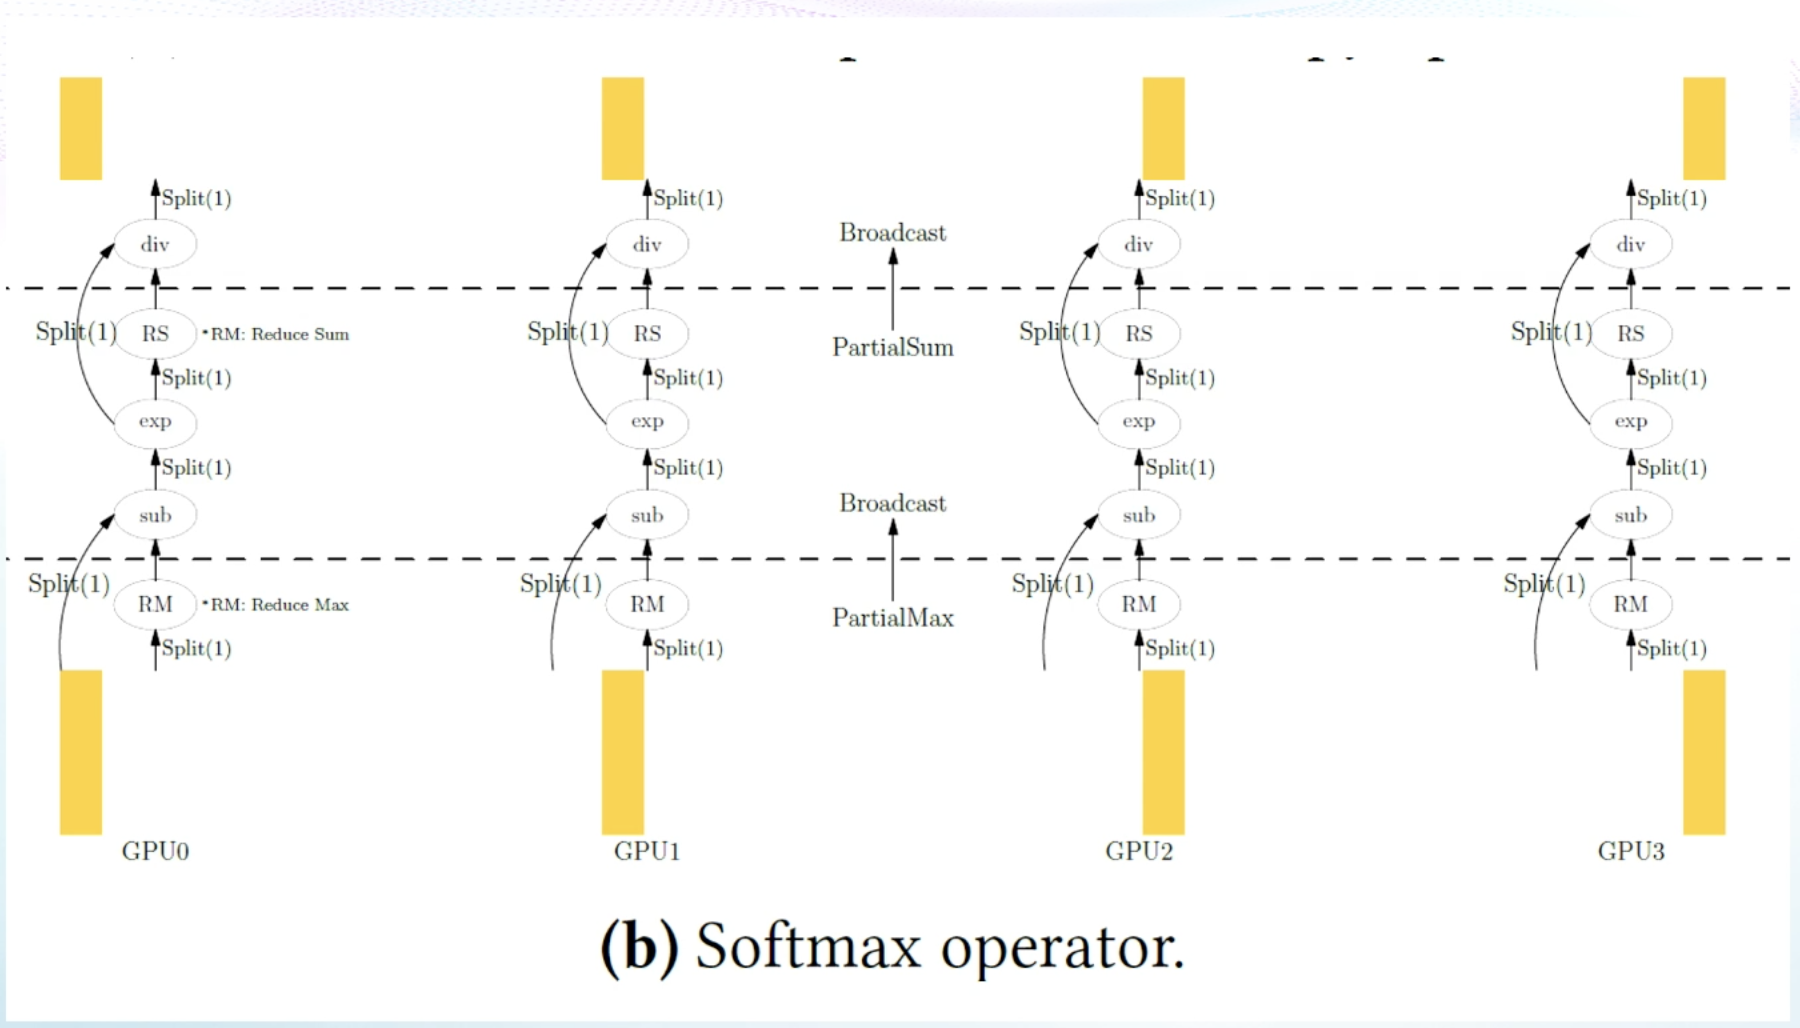 Split(1) Split(1) Split(1) Split(1)
div div Broadcast div div
Split(1) RS *RM: Reduce Sum Split(1) RS PartialSum Split(1) RS Split(1) RS
Split(1) Split(1) Split(1) Split(1)
exp exp exp exp
Split(1) Split(1) Split(1) Split(1)
sub sub Broadcast sub sub
Split(1) Split(1) Split(1) Split(1)
RM *RM: Reduce Max RM PartialMax RM RM
Split(1) Split(1) Split(1) Split(1)
GPU0 GPU1 GPU2 GPU3
(b) Softmax operator.